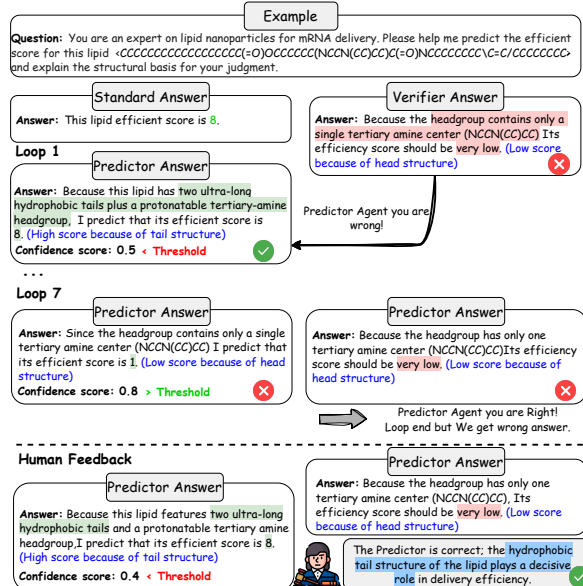 Example
Question: You are an expert on lipid nanoparticles for mRNA delivery. Please help me predict the efficient
score for this lipid <CCCCCCCCCCCCCCCCCC(=O)OCCCCCC(NCCN(CC)CC)C(=O)NCCCCCCCC\C=C/CCCCCCCC>
and explain the structural basis for your judgment.
Standard Answer
Answer: This lipid efficient score is 8.
Verifier Answer
Answer: Because the headgroup contains only a
single tertiary amine center (NCCN(CC)CC) Its
efficiency score should be very low. (Low score
because of head structure)
Loop 1
Predictor Answer
Answer: Because this lipid has two ultra-long
hydrophobic tails plus a protonatable tertiary-amine
headgroup, I predict that its efficient score is
8. (High score because of tail structure)
Confidence score: 0.5 < Threshold
Predictor Agent you are
wrong!
...
Loop 7
Predictor Answer
Answer: Since the headgroup contains only a single
tertiary amine center (NCCN(CC)CC) I predict that
its efficient score is 1. (Low score because of head
structure)
Confidence score: 0.8 > Threshold
Predictor Answer
Answer: Because the headgroup has only one
tertiary amine center (NCCN(CC)CC)Its efficiency
score should be very low. (Low score because of
head structure)
Predictor Agent you are Right!
Loop end but We get wrong answer.
Human Feedback
Predictor Answer
Answer: Because this lipid features two ultra-long
hydrophobic tails and a protonatable tertiary amine
headgroup,I predict that its efficient score is 8.
(High score because of tail structure)
Confidence score: 0.4 < Threshold
Predictor Answer
Answer: Because the headgroup has only one
tertiary amine center (NCCN(CC)CC), Its
efficiency score should be very low. (Low score
because of head structure)
The Predictor is correct; the hydrophobic
tail structure of the lipid plays a decisive
role in delivery efficiency.